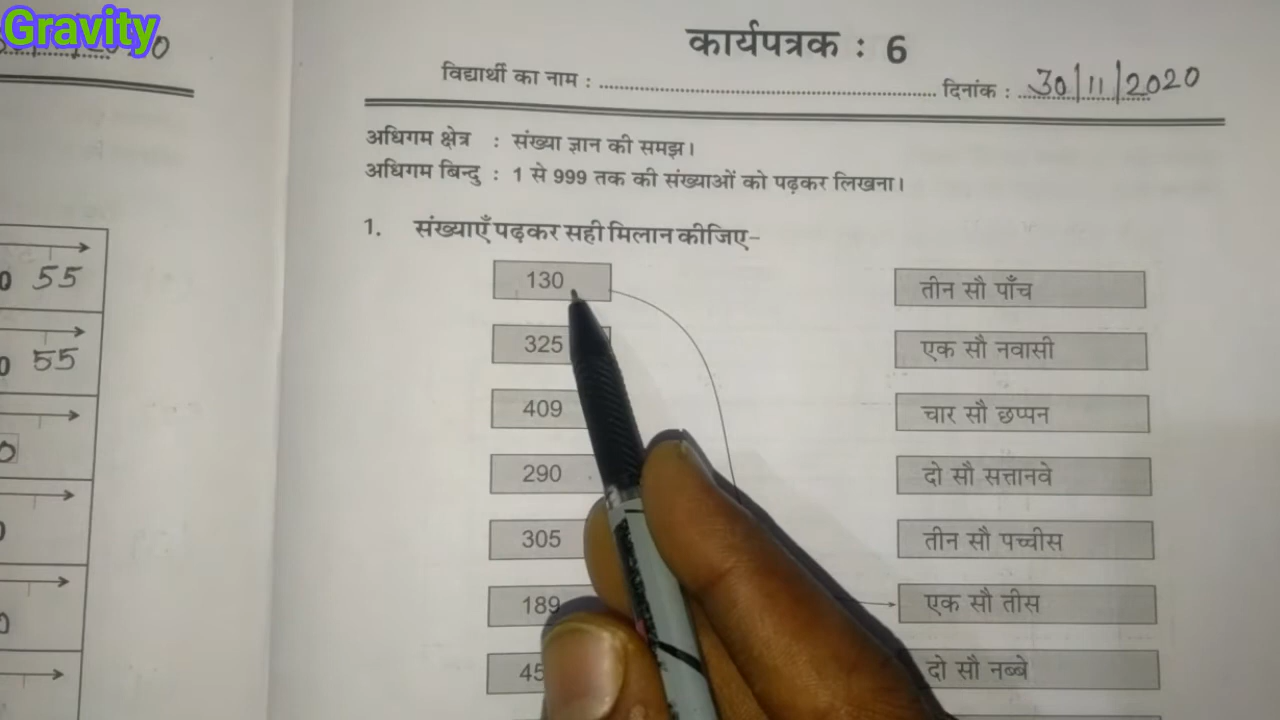 Gravity
कार्यपत्रक : 6
विद्यार्थी का नाम : दिनांक : 30/11/2020
अधिगम क्षेत्र : संख्या ज्ञान की समझ।
अधिगम बिन्दु : 1 से 999 तक की संख्याओं को पढ़कर लिखना।
1. संख्याएँ पढ़कर सही मिलान कीजिए–
55
55
130 तीन सौ पाँच
325 एक सौ नवासी
409 चार सौ छप्पन
290 दो सौ सत्तानवे
305 तीन सौ पच्चीस
189 एक सौ तीस
45 दो सौ नब्बे